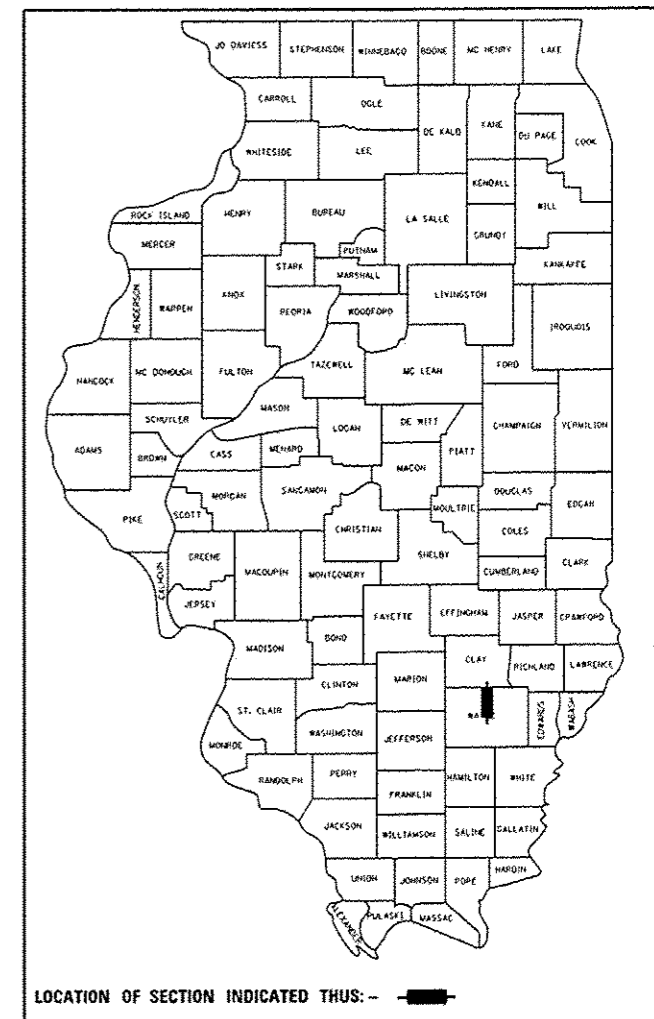 JO DAVIESS STEPHENSON WINNEBAGO BOONE MC HENRY LAKE
CARROLL OGLE DE KALB KANE DU PAGE COOK
WHITESIDE LEE KENDALL WILL
ROCK ISLAND HENRY BUREAU LA SALLE GRUNDY
MERCER PUTNAM KANKAKEE
STARK MARSHALL LIVINGSTON
HENDERSON WARREN KNOX PEORIA WOODFORD IROQUOIS
HANCOCK MC DONOUGH FULTON TAZEWELL MC LEAN FORD
SCHUYLER MASON LOGAN DE WITT CHAMPAIGN VERMILION
ADAMS BROWN CASS MENARD MACON PIATT
PIKE SCOTT MORGAN SANGAMON CHRISTIAN MOULTRIE DOUGLAS EDGAR
COLES
CALHOUN GREENE MACOUPIN MONTGOMERY SHELBY CUMBERLAND CLARK
JERSEY FAYETTE EFFINGHAM JASPER CRAWFORD
MADISON BOND CLAY RICHLAND LAWRENCE
CLINTON MARION
ST. CLAIR WA EDWARDS WABASH
MONROE WASHINGTON JEFFERSON
RANDOLPH PERRY HAMILTON WHITE
FRANKLIN
JACKSON WILLIAMSON SALINE GALLATIN
UNION JOHNSON POPE HARDIN
ALEXANDER PULASKI MASSAC
LOCATION OF SECTION INDICATED THUS: -